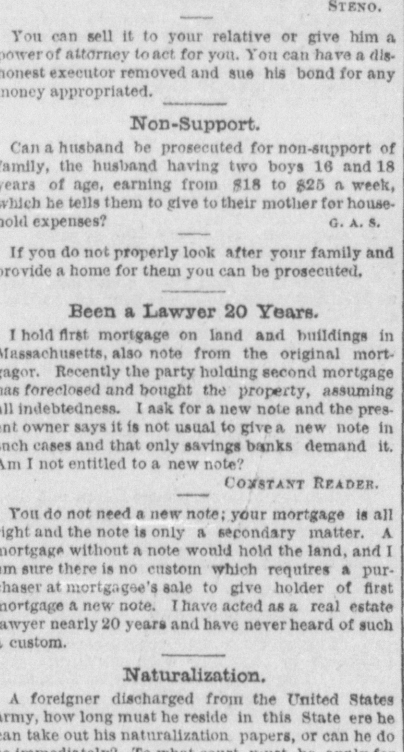 STENO.
You can sell it to your relative or give him a
power of attorney to act for you. You can have a dis-
honest executor removed and sue his bond for any
money appropriated.
Non-Support.
Can a husband be prosecuted for non-support of
family, the husband having two boys 16 and 18
years of age, earning from $18 to $25 a week,
which he tells them to give to their mother for house-
hold expenses? G. A. S.
If you do not properly look after your family and
provide a home for them you can be prosecuted.
Been a Lawyer 20 Years.
I hold first mortgage on land and buildings in
Massachusetts, also note from the original mort-
gagor. Recently the party holding second mortgage
has foreclosed and bought the property, assuming
all indebtedness. I ask for a new note and the pres-
ent owner says it is not usual to give a new note in
such cases and that only savings banks demand it.
Am I not entitled to a new note?
CONSTANT READER.
You do not need a new note; your mortgage is all
right and the note is only a secondary matter. A
mortgage without a note would hold the land, and I
am sure there is no custom which requires a pur-
chaser at mortgagee's sale to give holder of first
mortgage a new note. I have acted as a real estate
lawyer nearly 20 years and have never heard of such
a custom.
Naturalization.
A foreigner discharged from the United States
army, how long must he reside in this State ere he
can take out his naturalization papers, or can he do